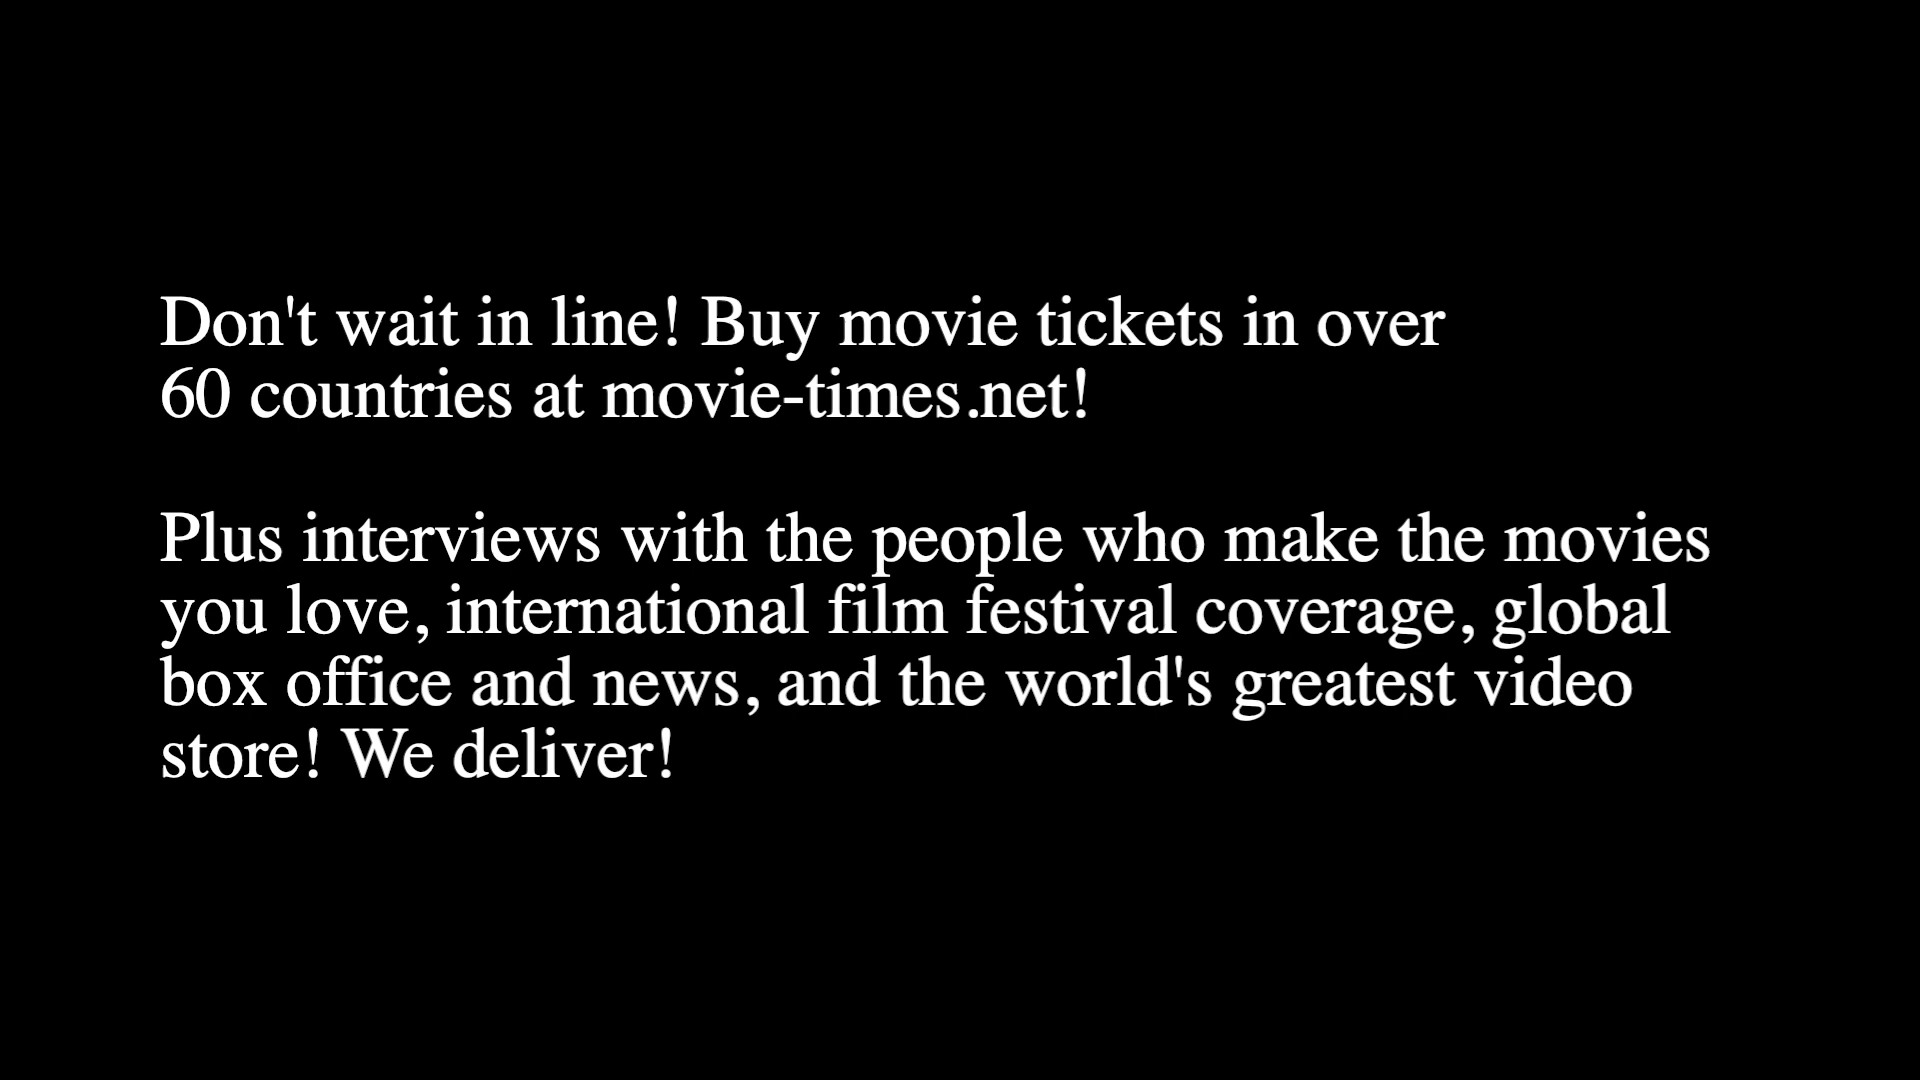 Don't wait in line! Buy movie tickets in over
60 countries at movie-times.net!
Plus interviews with the people who make the movies
you love, international film festival coverage, global
box office and news, and the world's greatest video
store! We deliver!